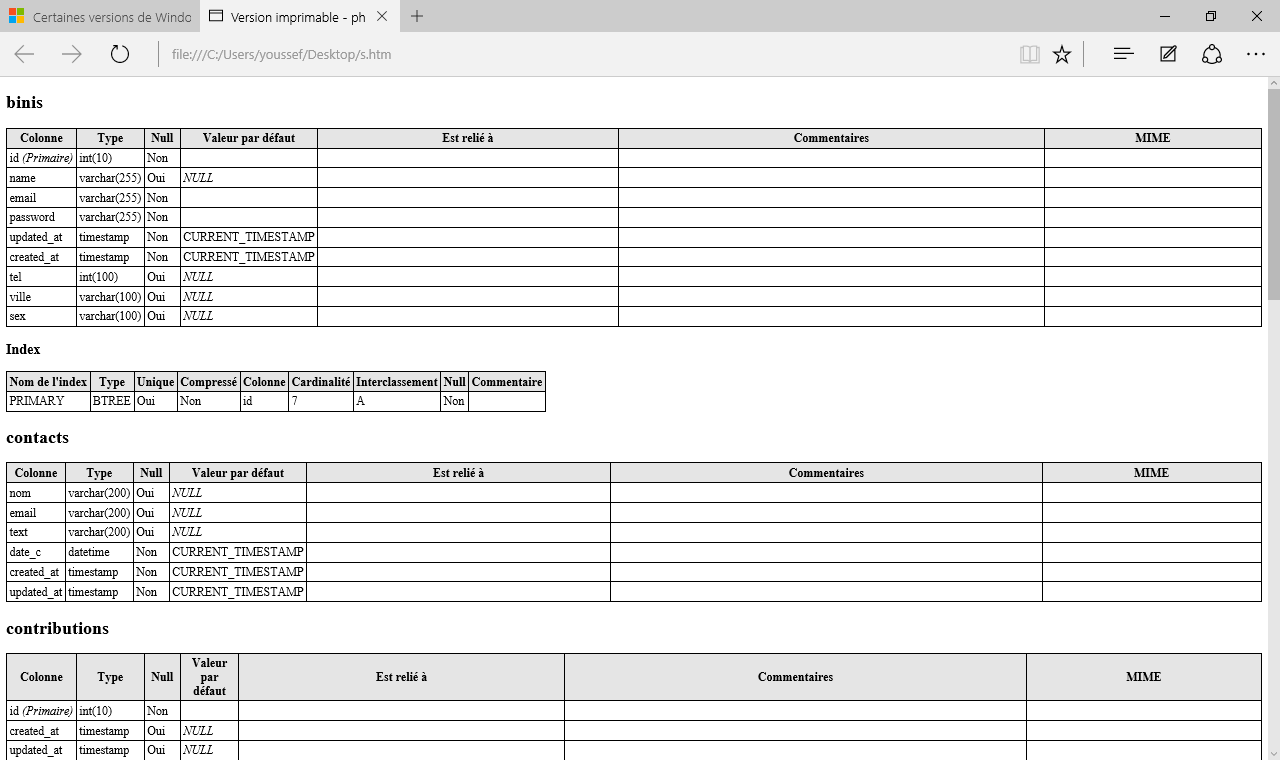 Certaines versions de Windo
Version imprimable - ph
file:///C:/Users/youssef/Desktop/s.htm
binis
Colonne Type Null Valeur par défaut Est relié à Commentaires MIME
id (Primaire) int(10) Non
name varchar(255) Oui NULL
email varchar(255) Non
password varchar(255) Non
updated_at timestamp Non CURRENT_TIMESTAMP
created_at timestamp Non CURRENT_TIMESTAMP
tel int(100) Oui NULL
ville varchar(100) Oui NULL
sex varchar(100) Oui NULL
Index
Nom de l'index Type Unique Compressé Colonne Cardinalité Interclassement Null Commentaire
PRIMARY BTREE Oui Non id 7 A Non
contacts
Colonne Type Null Valeur par défaut Est relié à Commentaires MIME
nom varchar(200) Oui NULL
email varchar(200) Oui NULL
text varchar(200) Oui NULL
date_c datetime Non CURRENT_TIMESTAMP
created_at timestamp Non CURRENT_TIMESTAMP
updated_at timestamp Non CURRENT_TIMESTAMP
contributions
Colonne Type Null Valeur par défaut Est relié à Commentaires MIME
id (Primaire) int(10) Non
created_at timestamp Oui NULL
updated_at timestamp Oui NULL